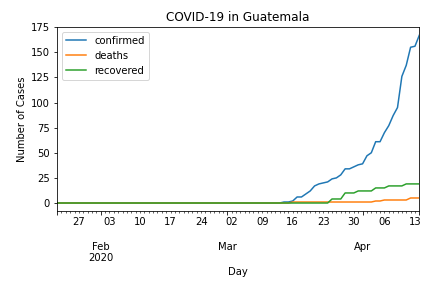 COVID-19 in Guatemala
confirmed
deaths
recovered
Number of Cases
175
150
125
100
75
50
25
0
27 03 10 17 24 02 09 16 23 30 06 13
Feb Mar Apr
2020
Day